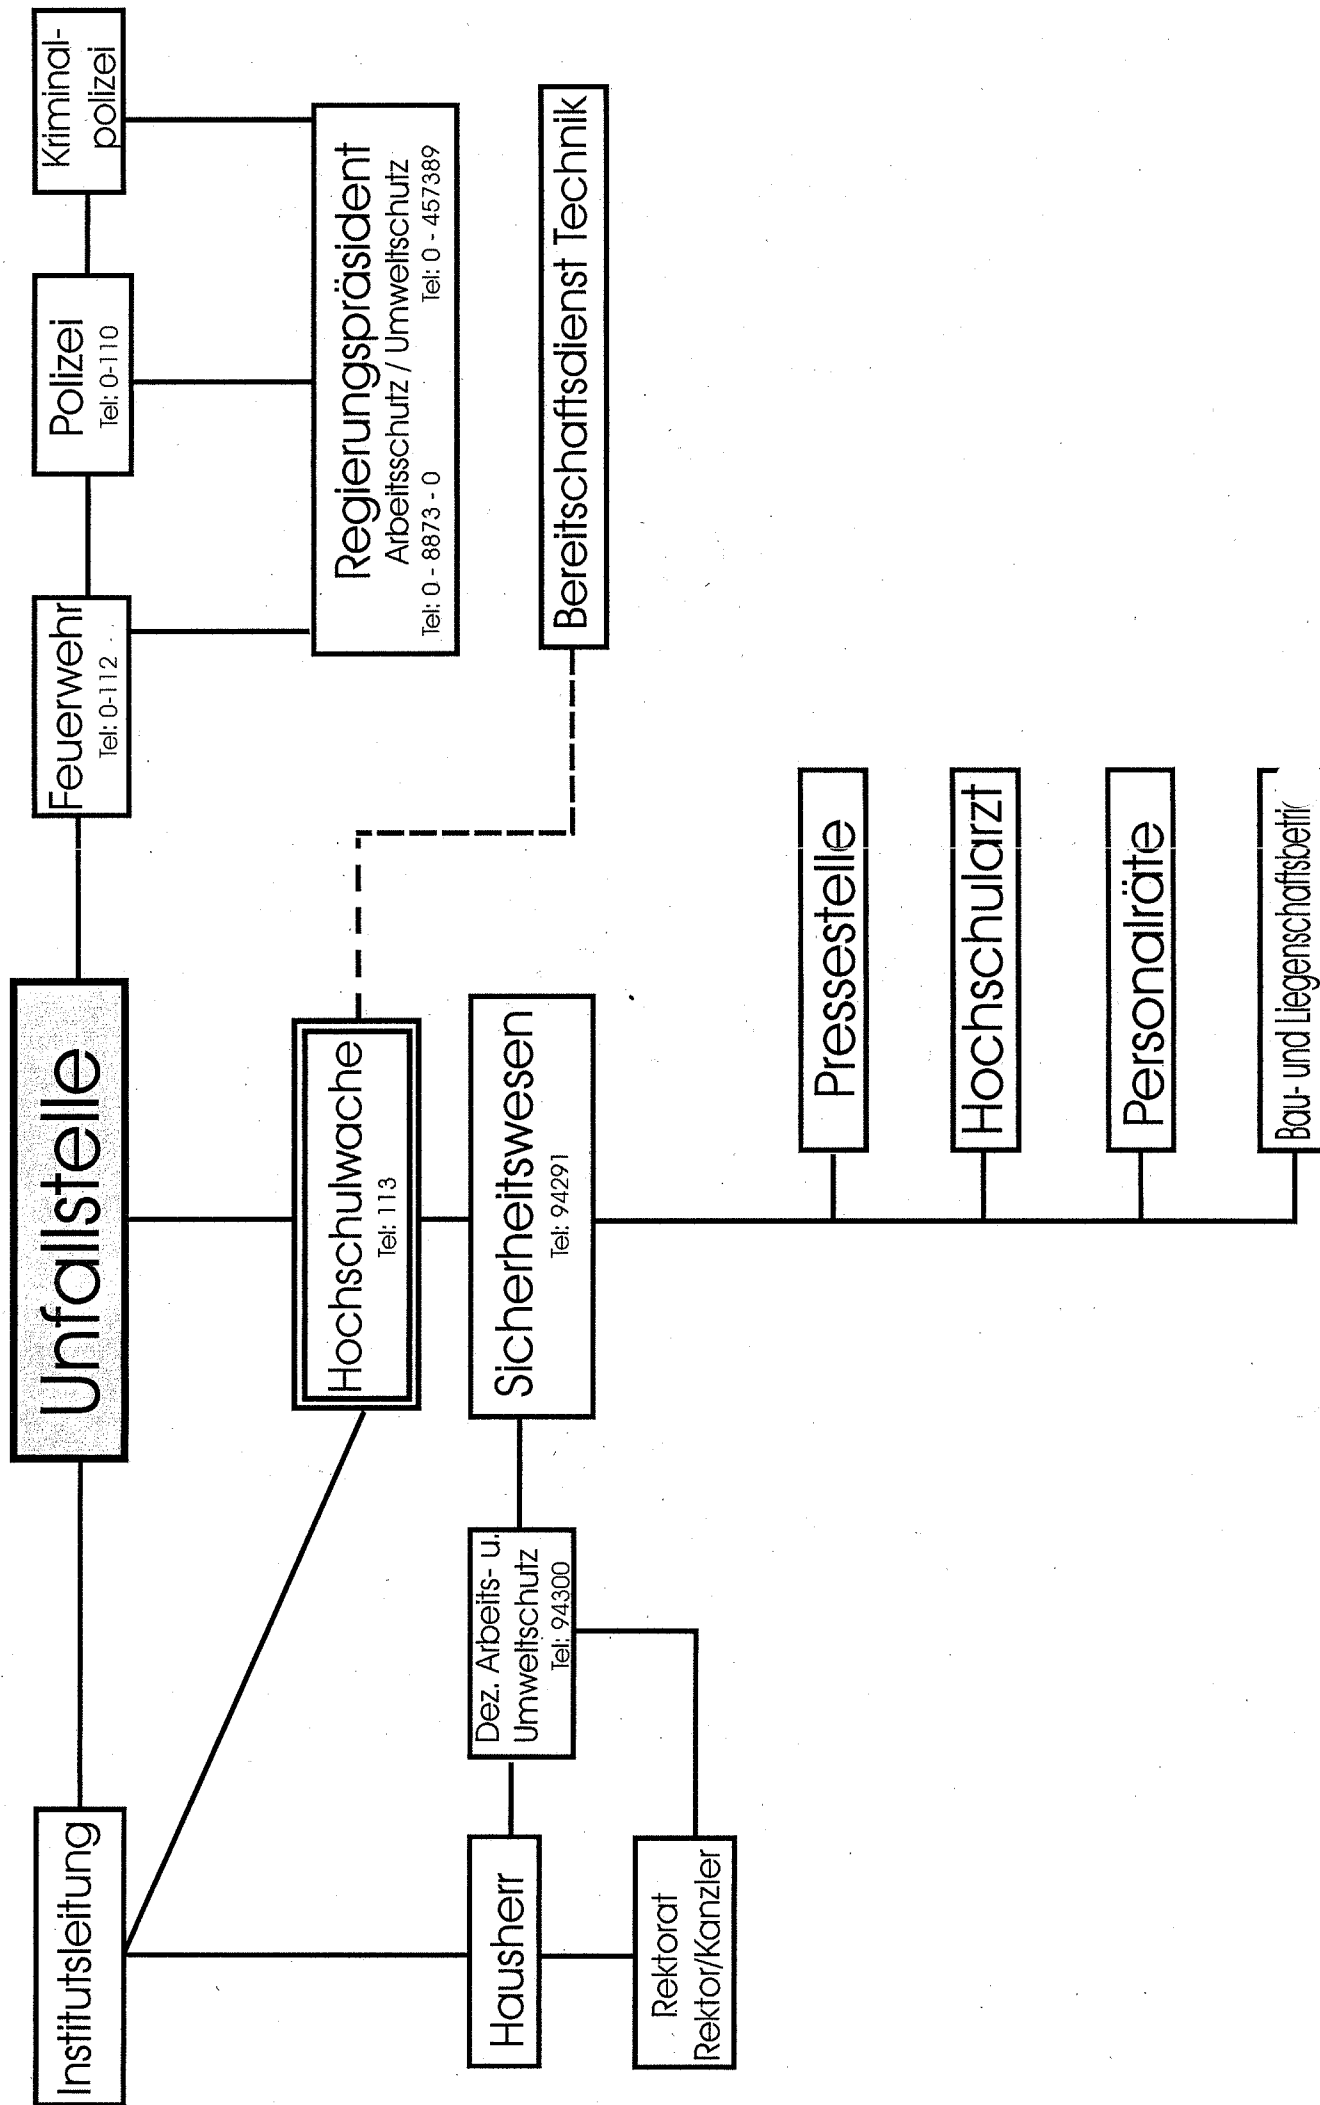 Institutsleitung
Unfallstelle
Feuerwehr
Tel: 0-112
Polizei
Tel: 0-110
Kriminal-
polizei
Hochschulwache
Tel: 113
Regierungspräsident
Arbeitsschutz / Umweltschutz
Tel: 0 - 8873 - 0
Tel: 0 - 457389
Hausherr
Dez. Arbeits- u.
Umweltschutz
Tel: 94300
Sicherheitswesen
Tel: 94291
Bereitschaftsdienst Technik
Rektorat
Rektor/Kanzler
Pressestelle
Hochschularzt
Personalräte
Bau- und Liegenschaftsbetri